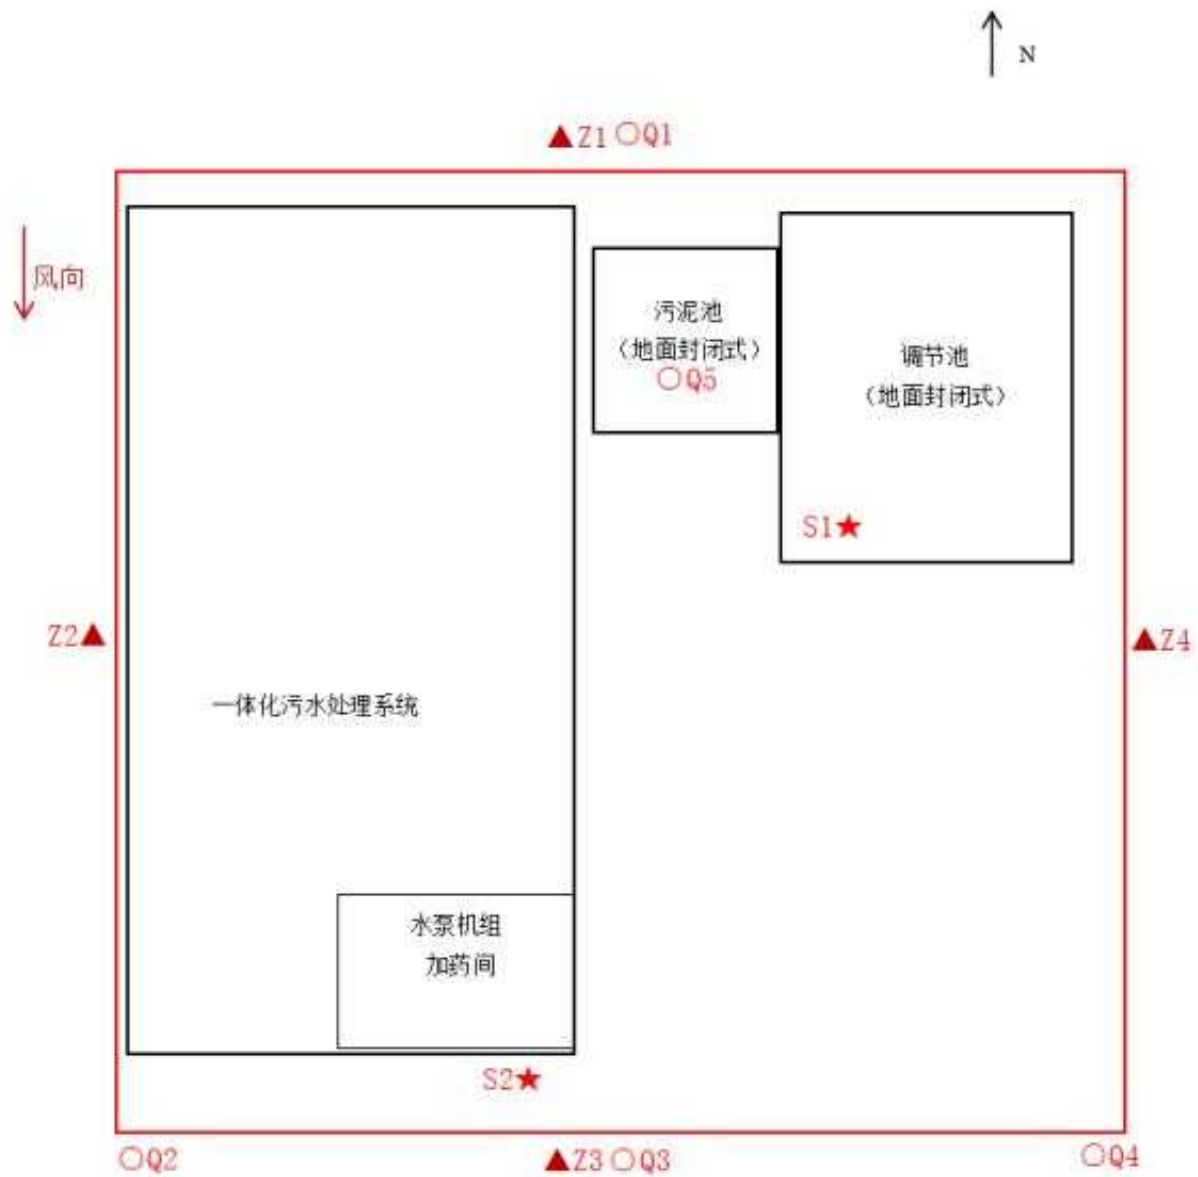 N
▲Z1 ○Q1
风向
污泥池
（地面封闭式）
○Q5
调节池
（地面封闭式）
S1★
Z2▲
▲Z4
一体化污水处理系统
水泵机组
加药间
S2★
○Q2
▲Z3 ○Q3
○Q4